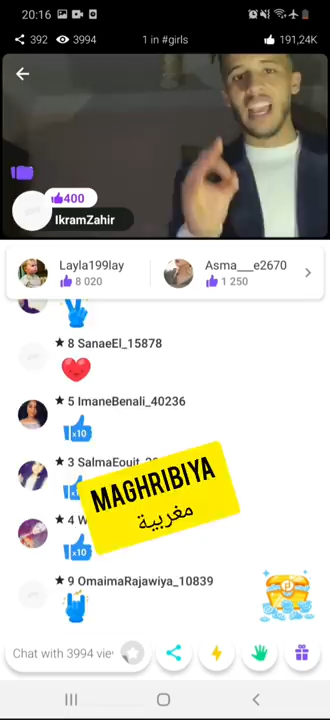 20:16
392 3994 1 in #girls 191,24K
400
IkramZahir
Layla199lay Asma___e2670
8 020 1 250
8 SanaeEl_15878
5 ImaneBenali_40236
x10
3 SalmaEouit_
MAGHRIBIYA
مغربية
4 W
x10
9 OmaimaRajawiya_10839
Chat with 3994 vie